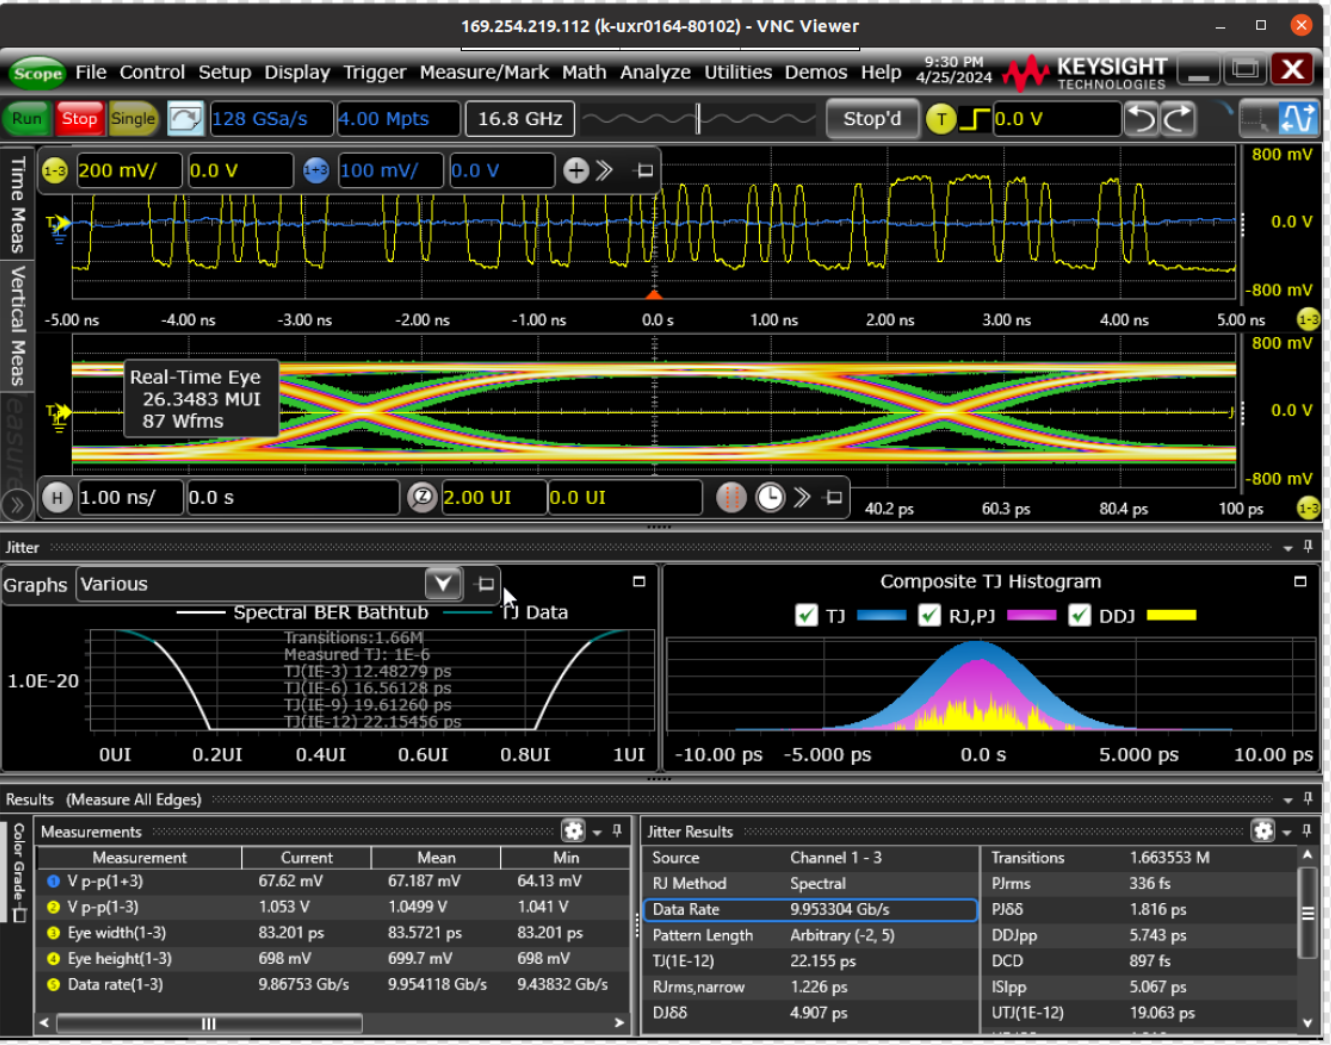 169.254.219.112 (k-uxr0164-80102) - VNC Viewer
Scope File Control Setup Display Trigger Measure/Mark Math Analyze Utilities Demos Help 9:30 PM 4/25/2024 KEYSIGHT TECHNOLOGIES X
Run Stop Single 128 GSa/s 4.00 Mpts 16.8 GHz Stop'd T 0.0 V
Time Meas
Vertical Meas
1-3 200 mV/ 0.0 V 1+3 100 mV/ 0.0 V
800 mV
0.0 V
-800 mV
-5.00 ns -4.00 ns -3.00 ns -2.00 ns -1.00 ns 0.0 s 1.00 ns 2.00 ns 3.00 ns 4.00 ns 5.00 ns 1-3
800 mV
Real-Time Eye
26.3483 MUI
87 Wfms
0.0 V
-800 mV
H 1.00 ns/ 0.0 s Z 2.00 UI 0.0 UI
40.2 ps 60.3 ps 80.4 ps 100 ps 1-3
Jitter
Graphs Various
Spectral BER Bathtub TJ Data
Transitions:1.66M
Measured TJ: 1E-6
TJ(1E-3) 12.48279 ps
TJ(1E-6) 16.56128 ps
TJ(1E-9) 19.61260 ps
TJ(1E-12) 22.15456 ps
1.0E-20
0UI 0.2UI 0.4UI 0.6UI 0.8UI 1UI
Composite TJ Histogram
TJ RJ,PJ DDJ
-10.00 ps -5.000 ps 0.0 s 5.000 ps 10.00 ps
Results (Measure All Edges)
Color Grade
Measurements
Measurement Current Mean Min
1 V p-p(1+3) 67.62 mV 67.187 mV 64.13 mV
2 V p-p(1-3) 1.053 V 1.0499 V 1.041 V
3 Eye width(1-3) 83.201 ps 83.5721 ps 83.201 ps
4 Eye height(1-3) 698 mV 699.7 mV 698 mV
5 Data rate(1-3) 9.86753 Gb/s 9.954118 Gb/s 9.43832 Gb/s
Jitter Results
Source Channel 1 - 3 Transitions 1.663553 M
RJ Method Spectral PJrms 336 fs
Data Rate 9.953304 Gb/s PJδδ 1.816 ps
Pattern Length Arbitrary (-2, 5) DDJpp 5.743 ps
TJ(1E-12) 22.155 ps DCD 897 fs
RJrms,narrow 1.226 ps ISIpp 5.067 ps
DJδδ 4.907 ps UTJ(1E-12) 19.063 ps